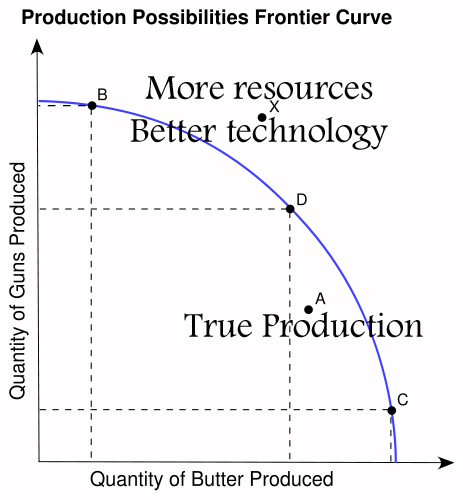 Production Possibilities Frontier Curve
B
More resources
X
Better technology
D
A
True Production
C
Quantity of Guns Produced
Quantity of Butter Produced